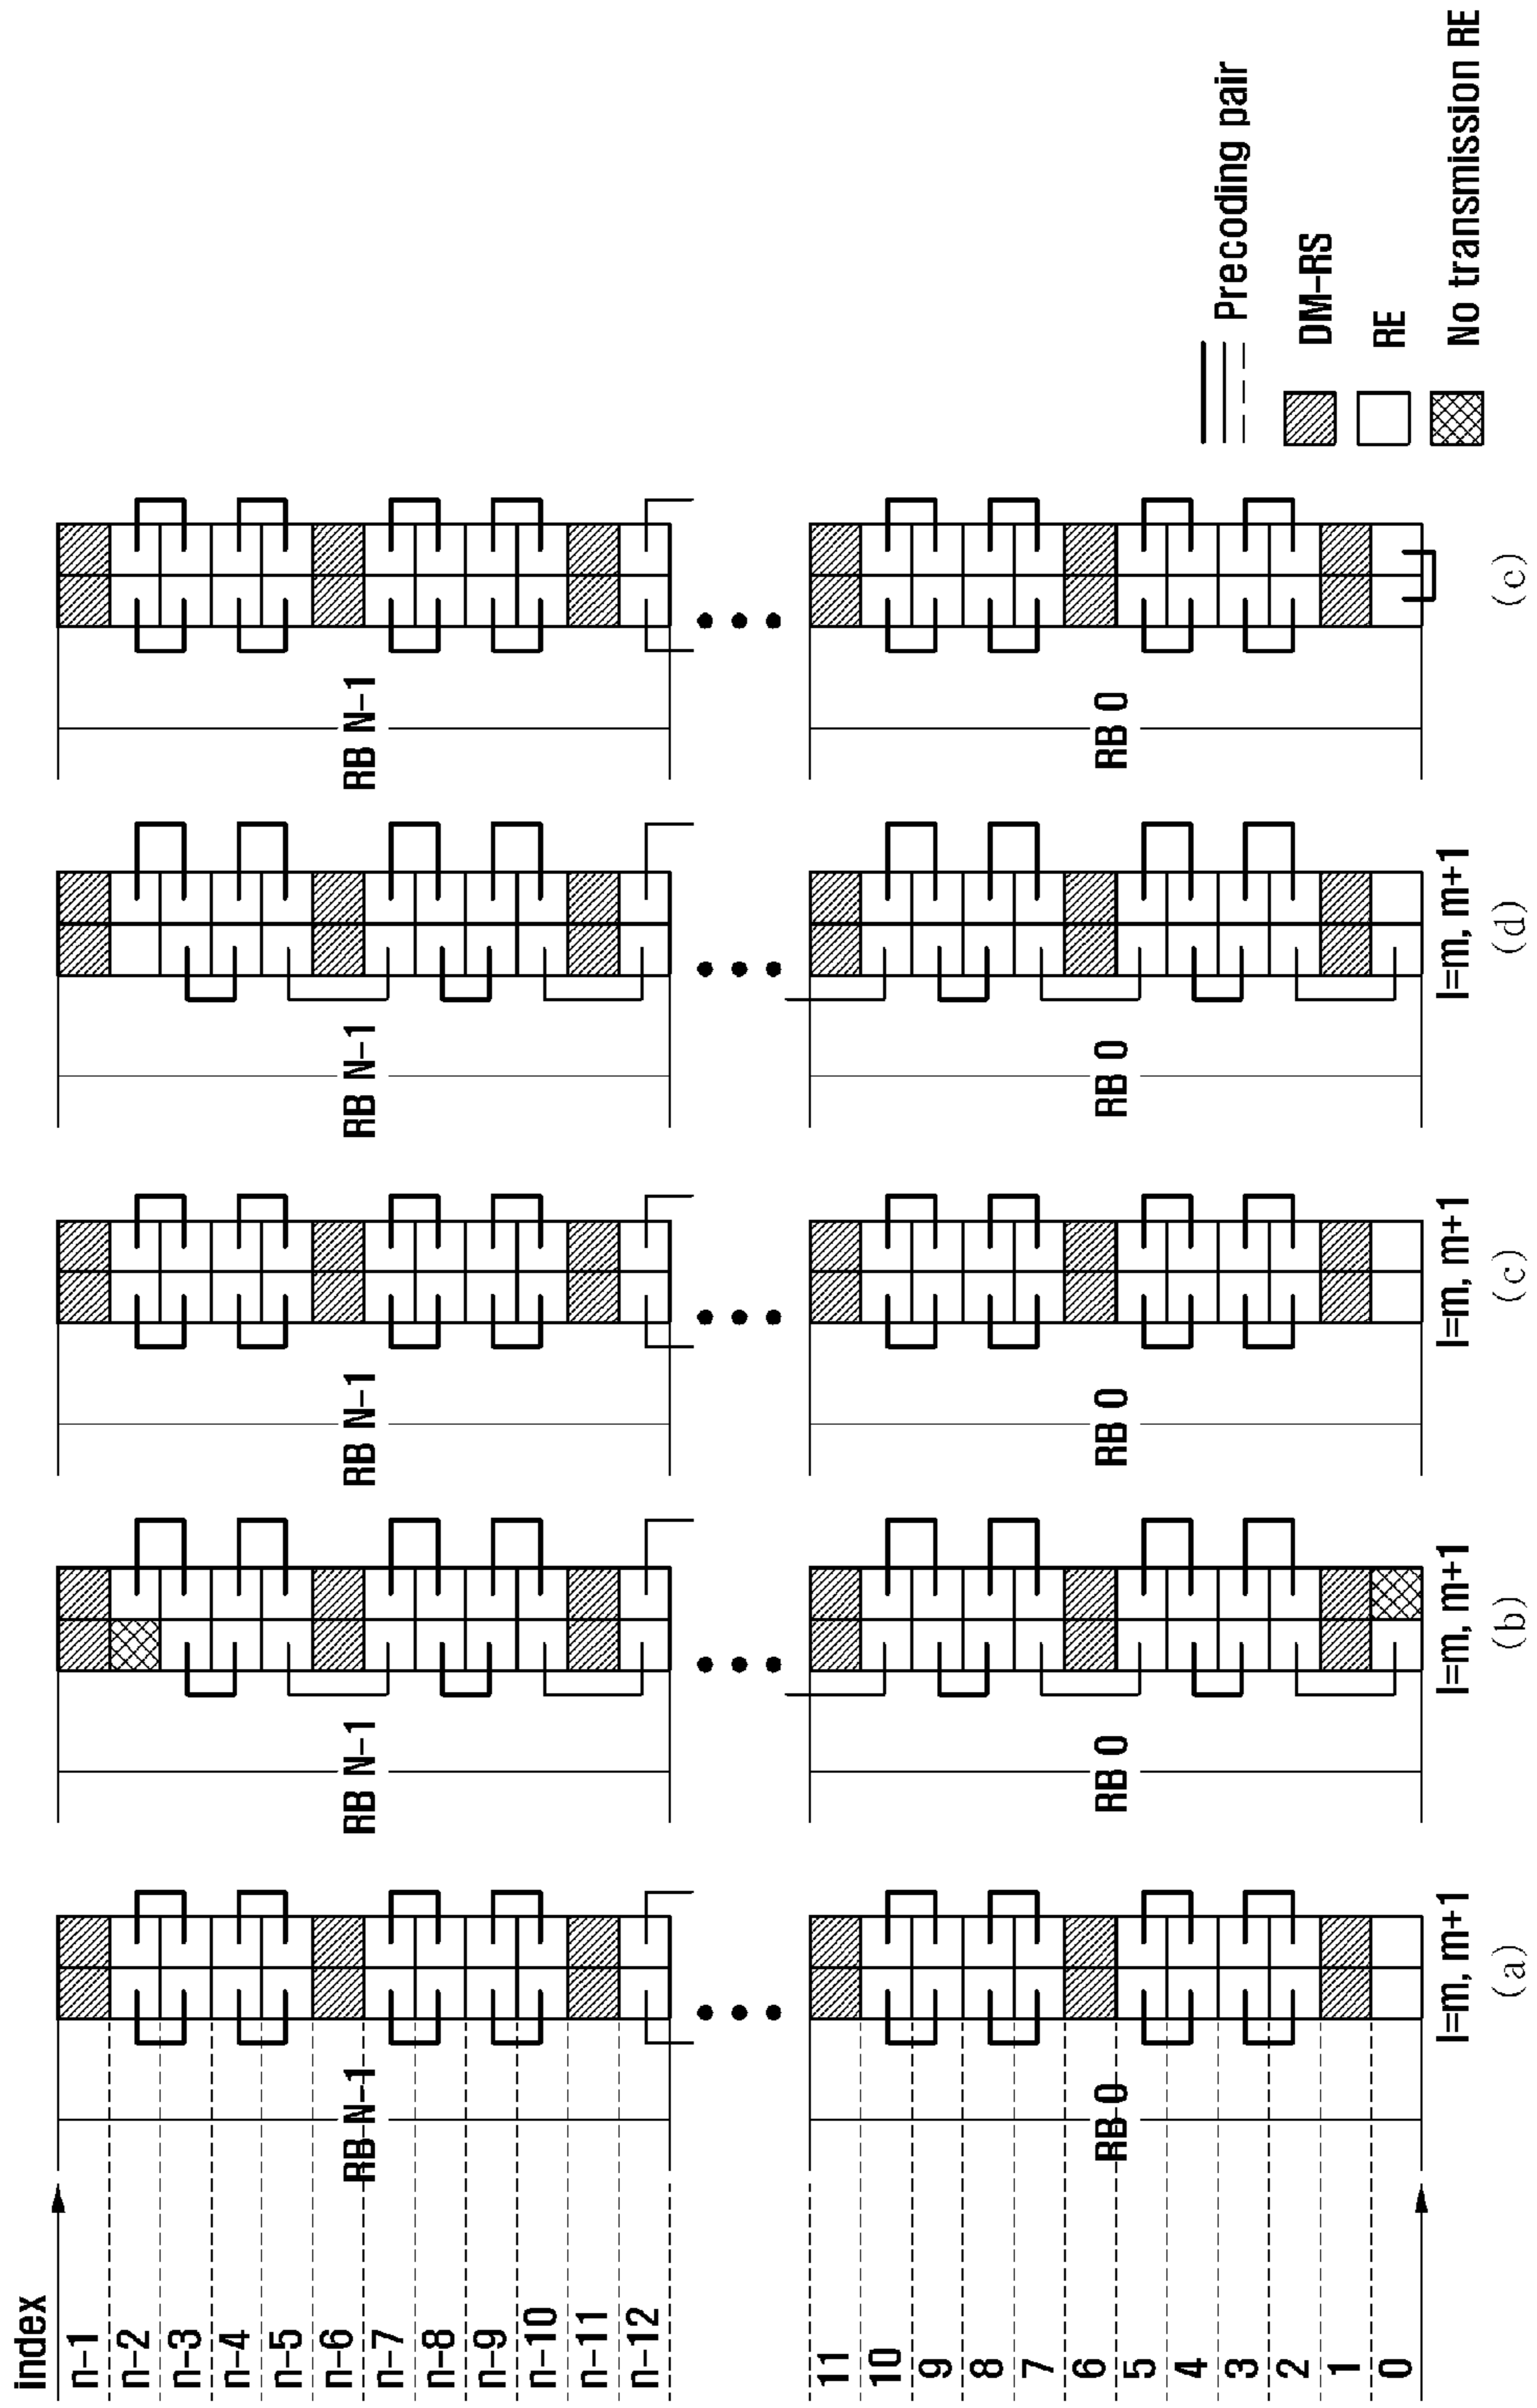 index
n-1
n-2
n-3
n-4
n-5
n-6
n-7
n-8
n-9
n-10
n-11
n-12
11
10
9
8
7
6
5
4
3
2
1
0
RB N-1
RB 0
l=m, m+1
(a)
RB N-1
RB 0
l=m, m+1
(b)
RB N-1
RB 0
l=m, m+1
(c)
RB N-1
RB 0
l=m, m+1
(d)
RB N-1
RB 0
(c)
Precoding pair
DM-RS
RE
No transmission RE